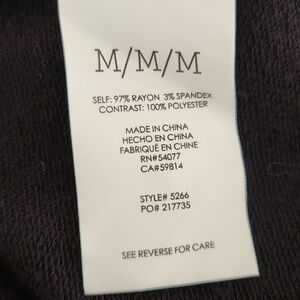 M/M/M
SELF: 97% RAYON 3% SPANDEX
CONTRAST: 100% POLYESTER
MADE IN CHINA
HECHO EN CHINA
FABRIQUÉ EN CHINE
RN#54077
CA#59814
STYLE# 5266
PO# 217735
SEE REVERSE FOR CARE